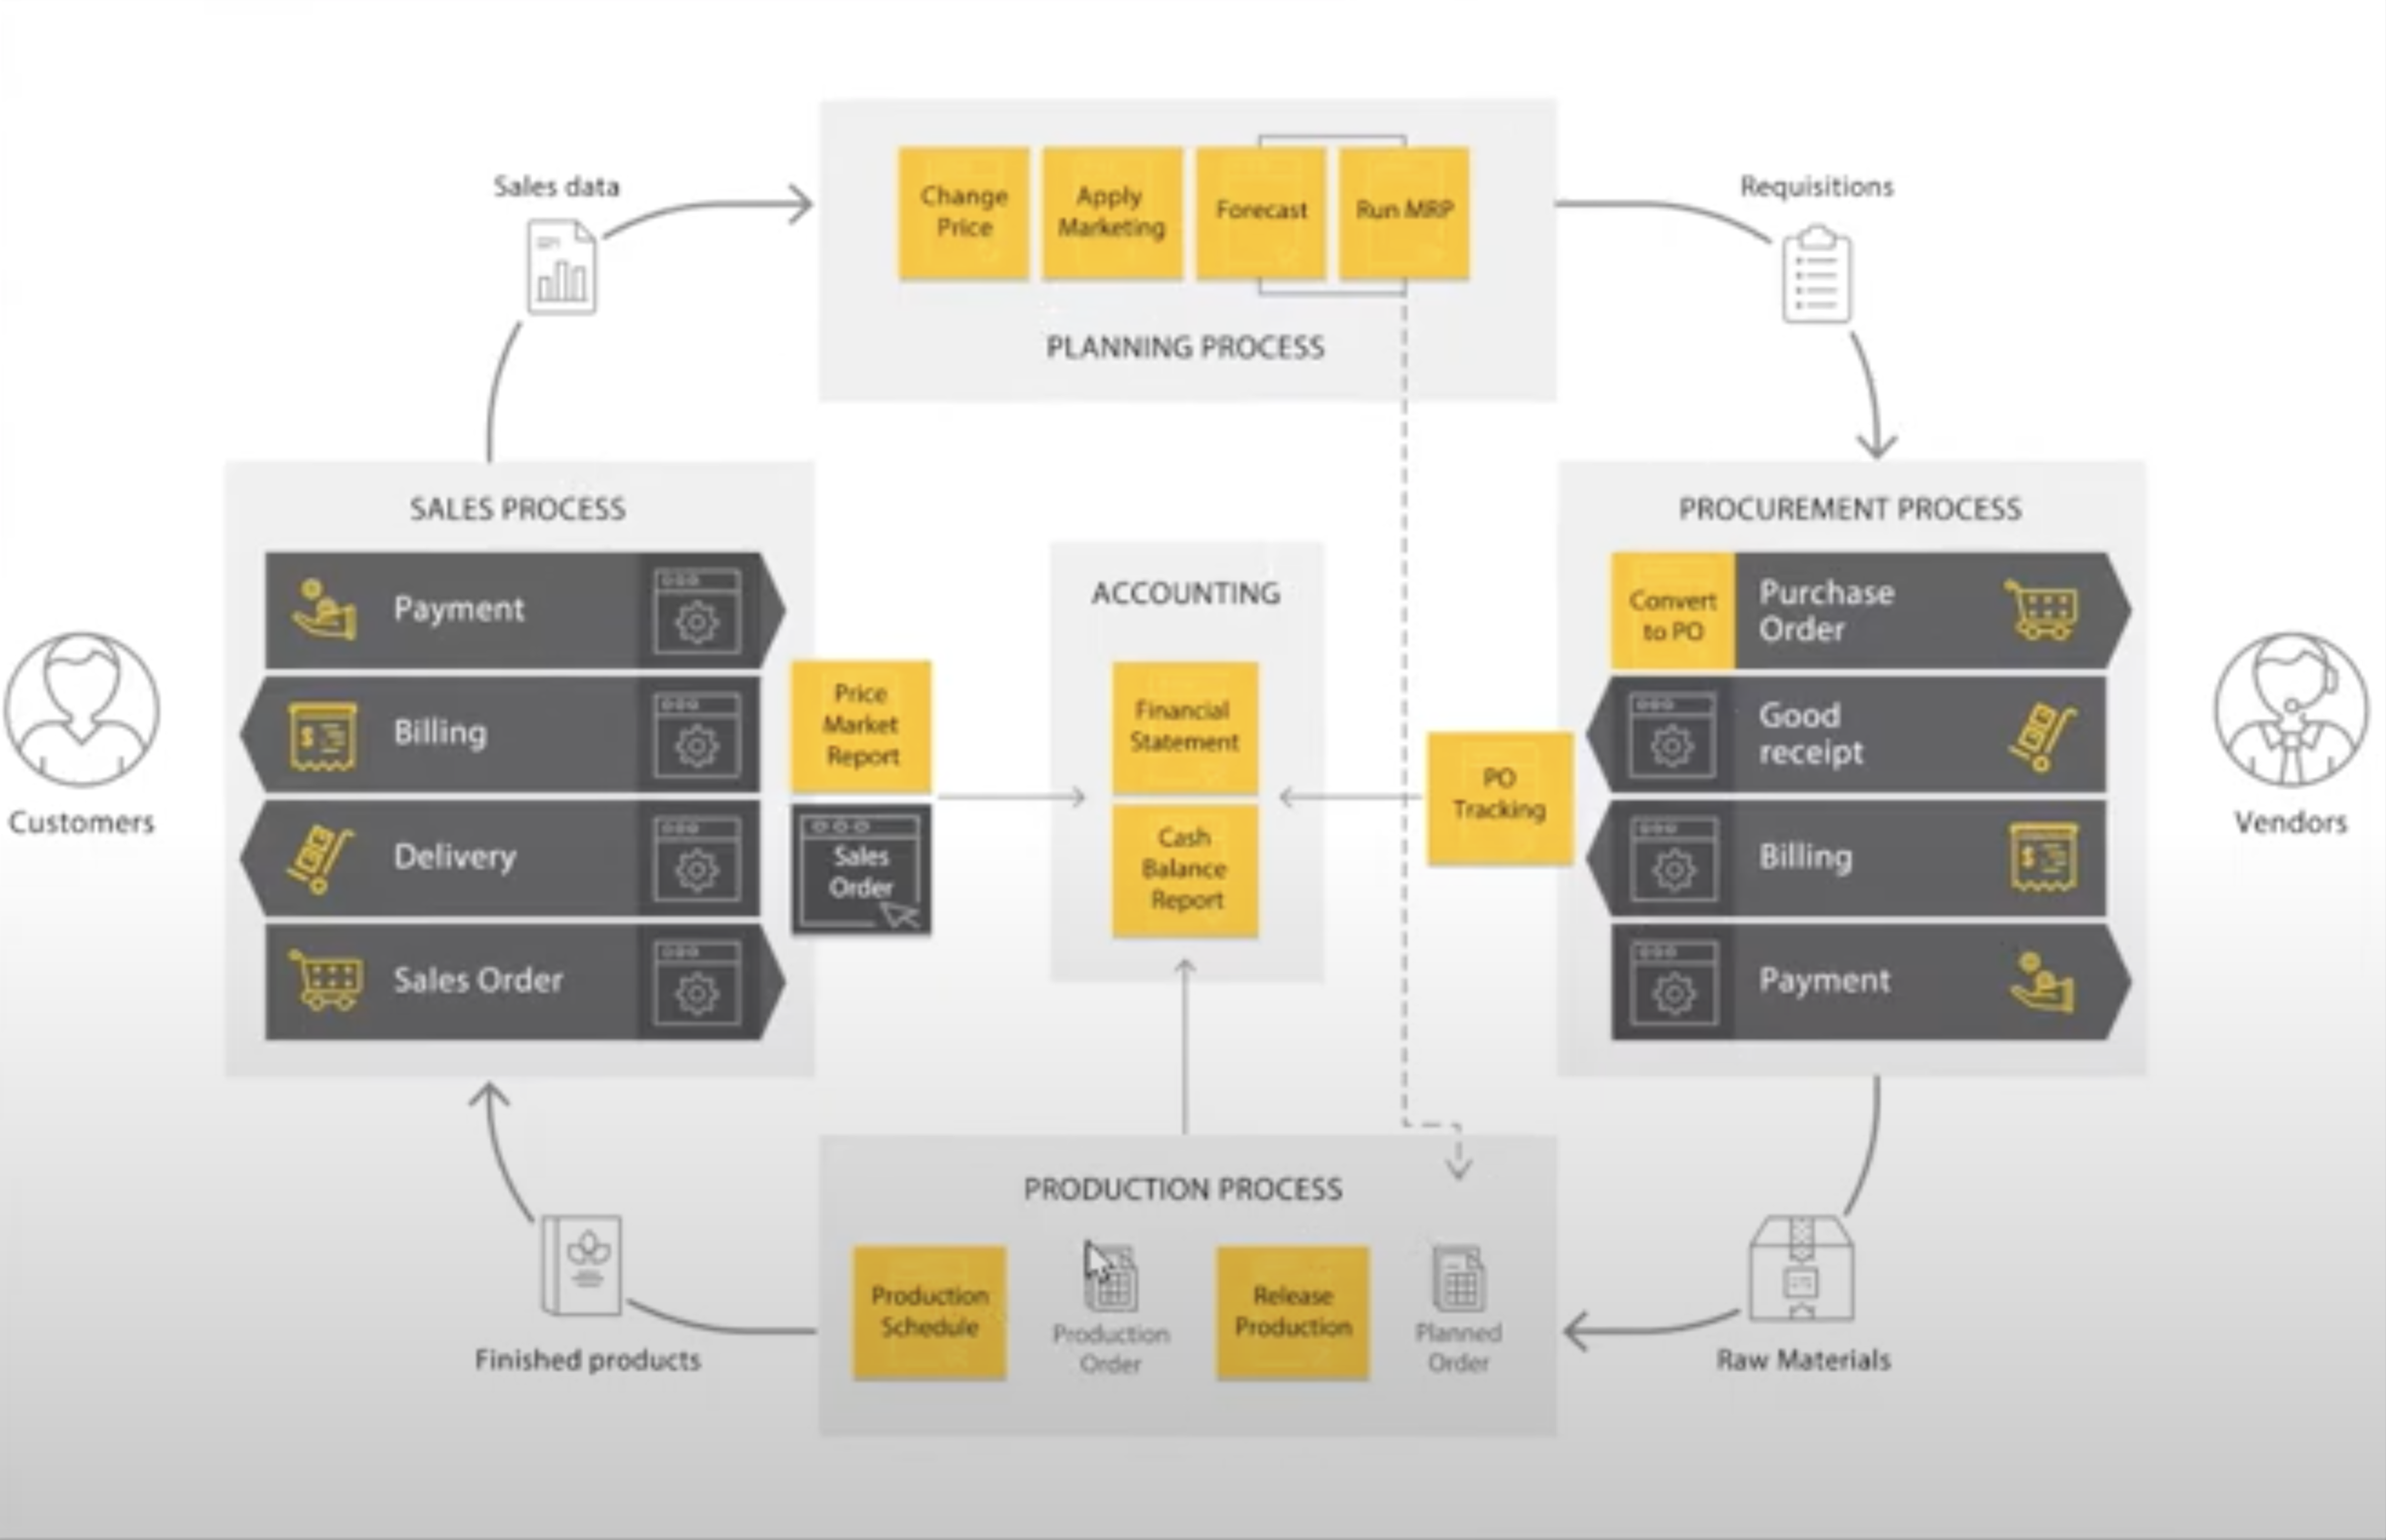 Sales data
Change
Price
Apply
Marketing
Forecast
Run MRP
PLANNING PROCESS
Requisitions
SALES PROCESS
Payment
Billing
Delivery
Sales Order
Customers
Price
Market
Report
Sales
Order
ACCOUNTING
Financial
Statement
Cash
Balance
Report
PO
Tracking
PROCUREMENT PROCESS
Convert
to PO
Purchase
Order
Good
receipt
Billing
Payment
Vendors
PRODUCTION PROCESS
Production
Schedule
Production
Order
Release
Production
Planned
Order
Finished products
Raw Materials